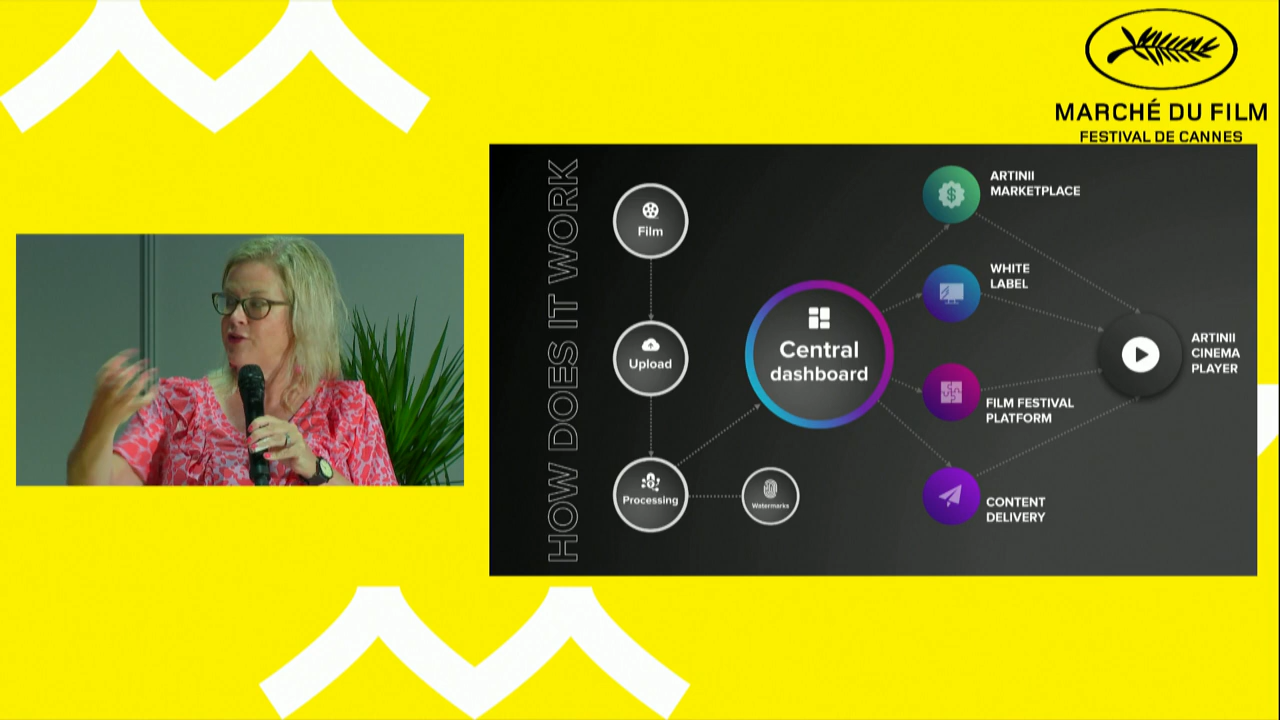 MARCHÉ DU FILM
FESTIVAL DE CANNES
HOW DOES IT WORK
Film
Upload
Processing
Watermarks
Central
dashboard
ARTINII
MARKETPLACE
WHITE
LABEL
FILM FESTIVAL
PLATFORM
CONTENT
DELIVERY
ARTINII
CINEMA
PLAYER